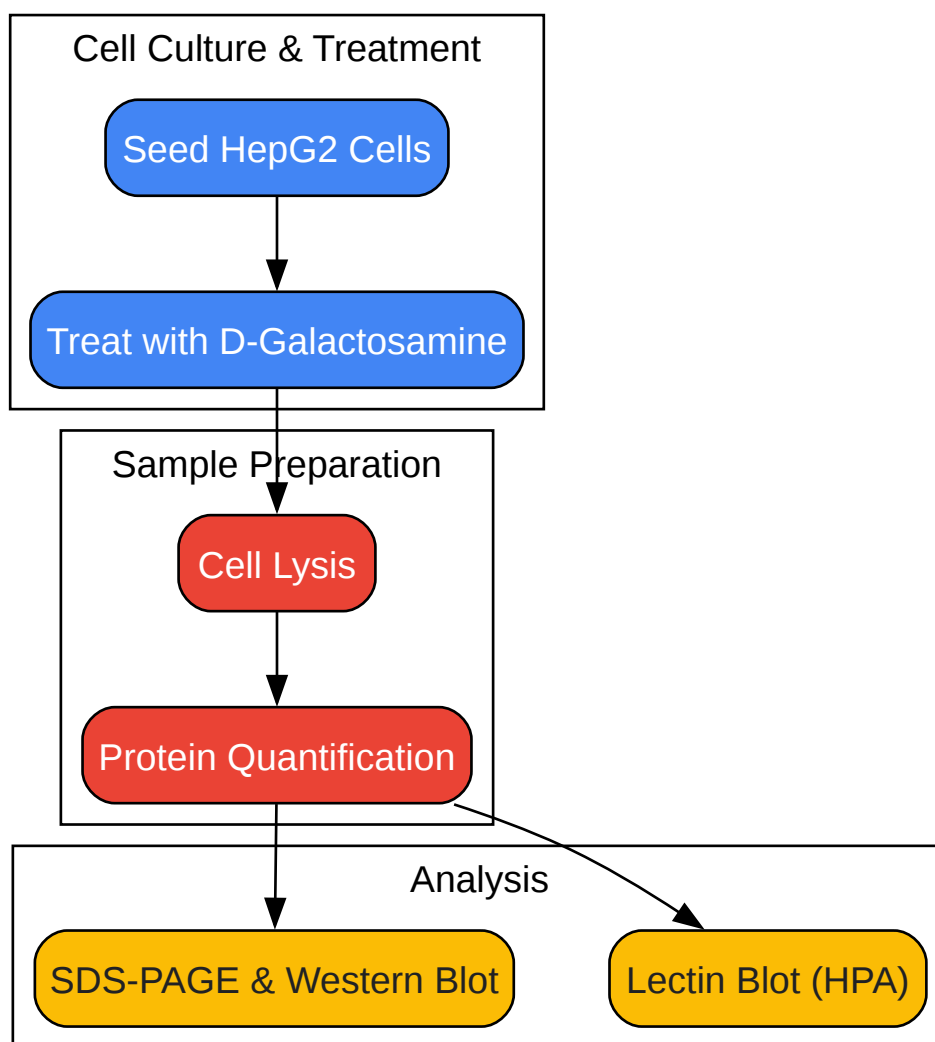 Cell Culture & Treatment
Seed HepG2 Cells
Treat with D-Galactosamine
Sample Preparation
Cell Lysis
Protein Quantification
Analysis
SDS-PAGE & Western Blot
Lectin Blot (HPA)